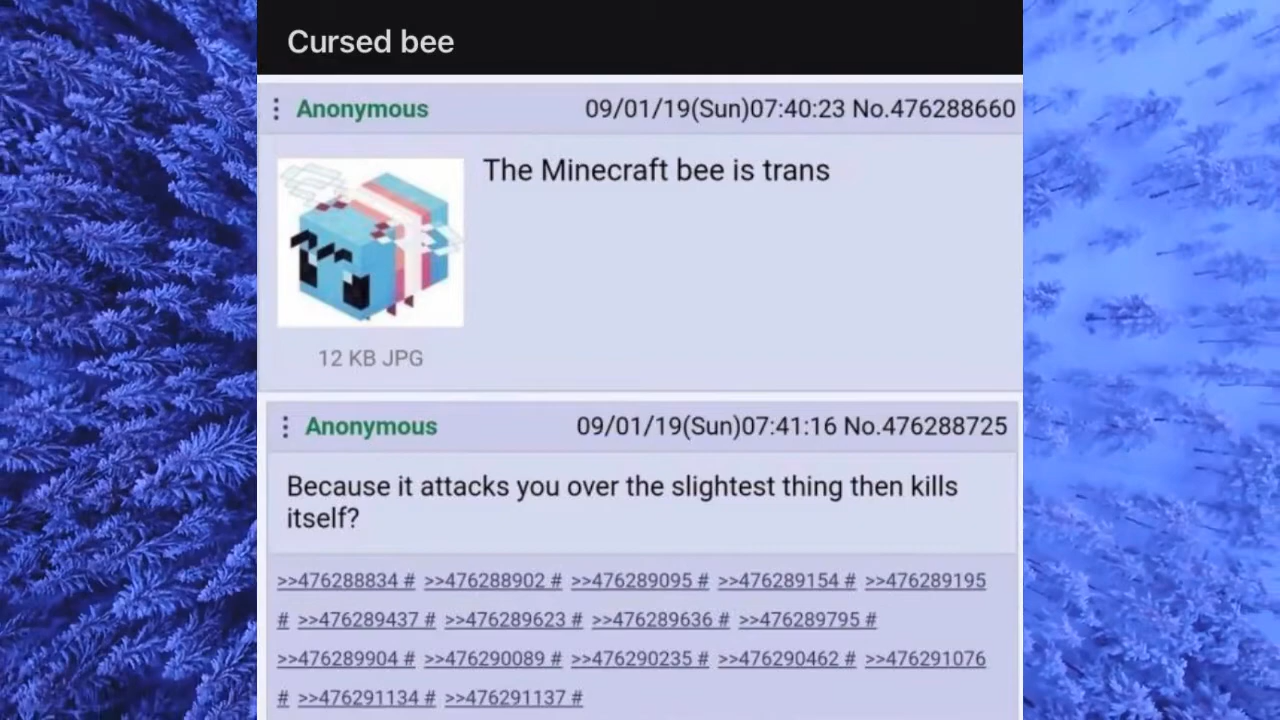 Cursed bee
Anonymous 09/01/19(Sun)07:40:23 No.476288660
The Minecraft bee is trans
12 KB JPG
Anonymous 09/01/19(Sun)07:41:16 No.476288725
Because it attacks you over the slightest thing then kills
itself?
>>476288834 # >>476288902 # >>476289095 # >>476289154 # >>476289195
# >>476289437 # >>476289623 # >>476289636 # >>476289795 #
>>476289904 # >>476290089 # >>476290235 # >>476290462 # >>476291076
# >>476291134 # >>476291137 #